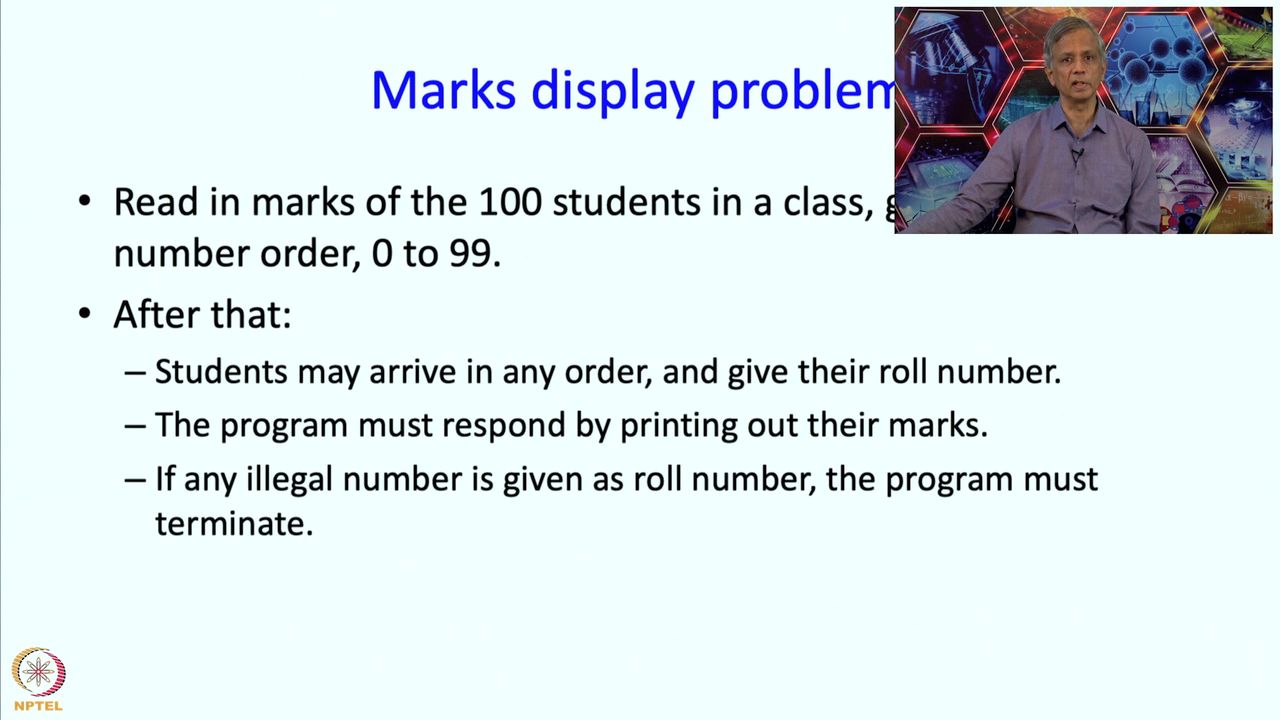 Marks display problem
• Read in marks of the 100 students in a class,
number order, 0 to 99.
• After that:
– Students may arrive in any order, and give their roll number.
– The program must respond by printing out their marks.
– If any illegal number is given as roll number, the program must
terminate.
NPTEL